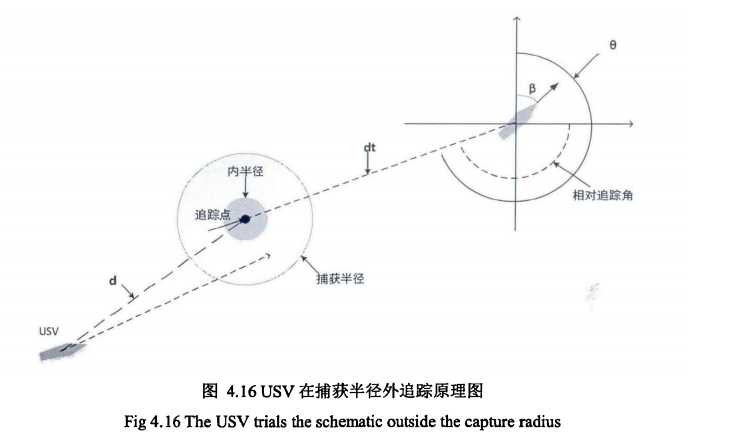 θ
β
dt
内半径
相对追踪角
追踪点
捕获半径
d
USV
图 4.16 USV 在捕获半径外追踪原理图
Fig 4.16 The USV trials the schematic outside the capture radius